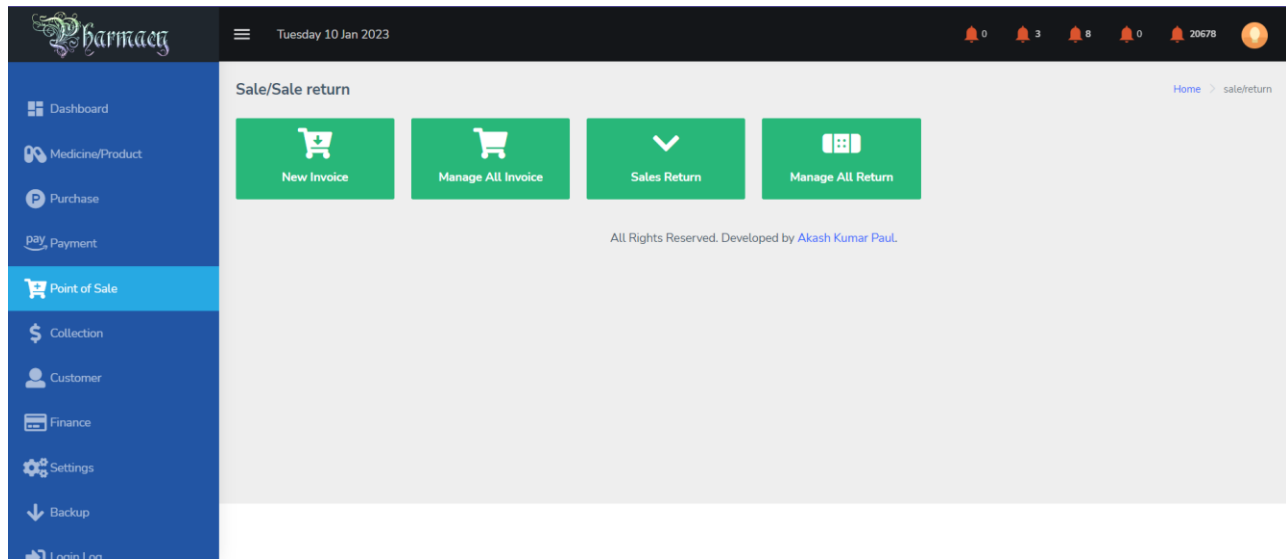 Pharmacy
Tuesday 10 Jan 2023
0 3 8 0 20678
Sale/Sale return
Home > sale/return
Dashboard
Medicine/Product
Purchase
pay Payment
Point of Sale
Collection
Customer
Finance
Settings
Backup
Login Log
New Invoice
Manage All Invoice
Sales Return
Manage All Return
All Rights Reserved. Developed by Akash Kumar Paul.